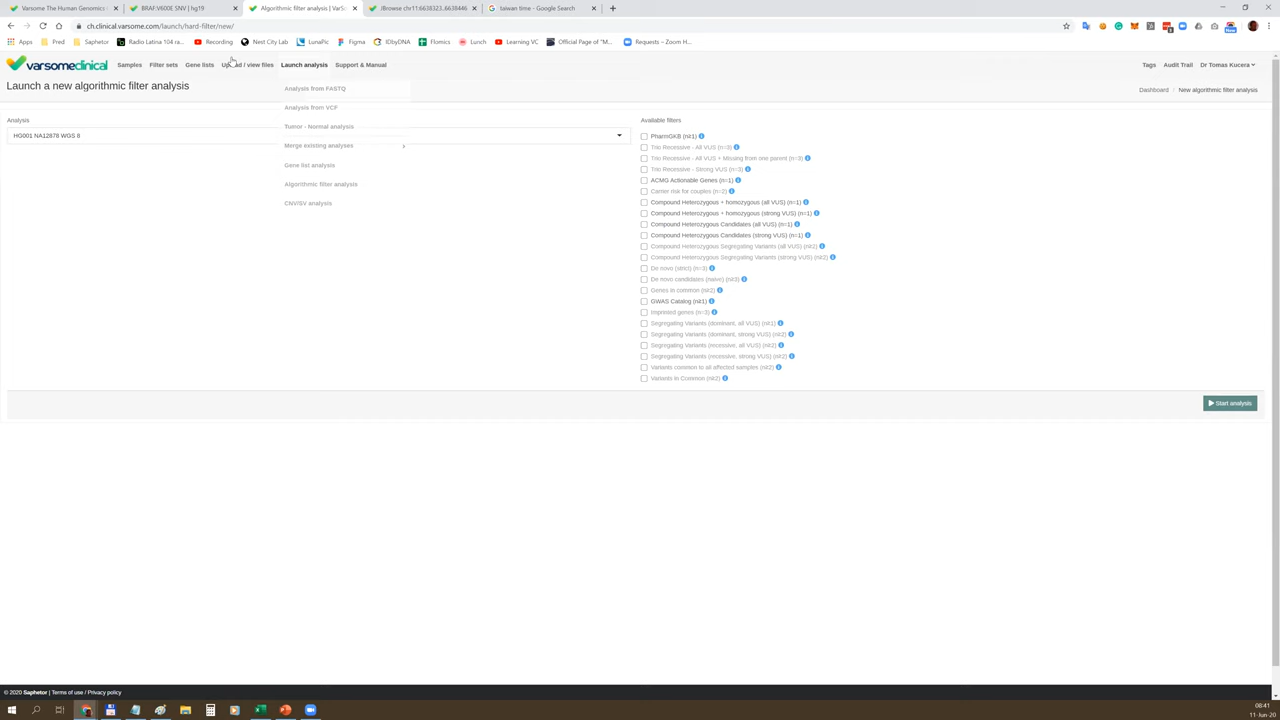 Varsome The Human Genomics
BRAF:V600E SNV | hg19
Algorithmic filter analysis | VarS
JBrowse chr11:6638323,6638446
taiwan time - Google Search
ch.clinical.varsome.com/launch/hard-filter/new/
Apps Pred Saphetor Radio Latina 104 ra... Recording Nest City Lab LunaPic Figma IDbyDNA Flomics Lunch Learning VC Official Page of "M... Requests – Zoom H...
varsomeclinical Samples Filter sets Gene lists Upload / view files Launch analysis Support & Manual Tags Audit Trail Dr Tomas Kucera
Launch a new algorithmic filter analysis
Dashboard / New algorithmic filter analysis
Analysis from FASTQ
Analysis from VCF
Tumor - Normal analysis
Merge existing analyses
Gene list analysis
Algorithmic filter analysis
CNV/SV analysis
Analysis
HG001 NA12878 WGS 8
Available filters
PharmGKB (n≥1)
Trio Recessive - All VUS (n=3)
Trio Recessive - All VUS + Missing from one parent (n=3)
Trio Recessive - Strong VUS (n=3)
ACMG Actionable Genes (n=1)
Carrier risk for couples (n=2)
Compound Heterozygous + homozygous (all VUS) (n=1)
Compound Heterozygous + homozygous (strong VUS) (n=1)
Compound Heterozygous Candidates (all VUS) (n=1)
Compound Heterozygous Candidates (strong VUS) (n=1)
Compound Heterozygous Segregating Variants (all VUS) (n≥2)
Compound Heterozygous Segregating Variants (strong VUS) (n≥2)
De novo (strict) (n=3)
De novo candidates (naive) (n≥3)
Genes in common (n≥2)
GWAS Catalog (n≥1)
Imprinted genes (n=3)
Segregating Variants (dominant, all VUS) (n≥1)
Segregating Variants (dominant, strong VUS) (n≥2)
Segregating Variants (recessive, all VUS) (n≥2)
Segregating Variants (recessive, strong VUS) (n≥2)
Variants common to all affected samples (n≥2)
Variants in Common (n≥2)
Start analysis
© 2020 Saphetor | Terms of use / Privacy policy
08:41
11-Jun-20